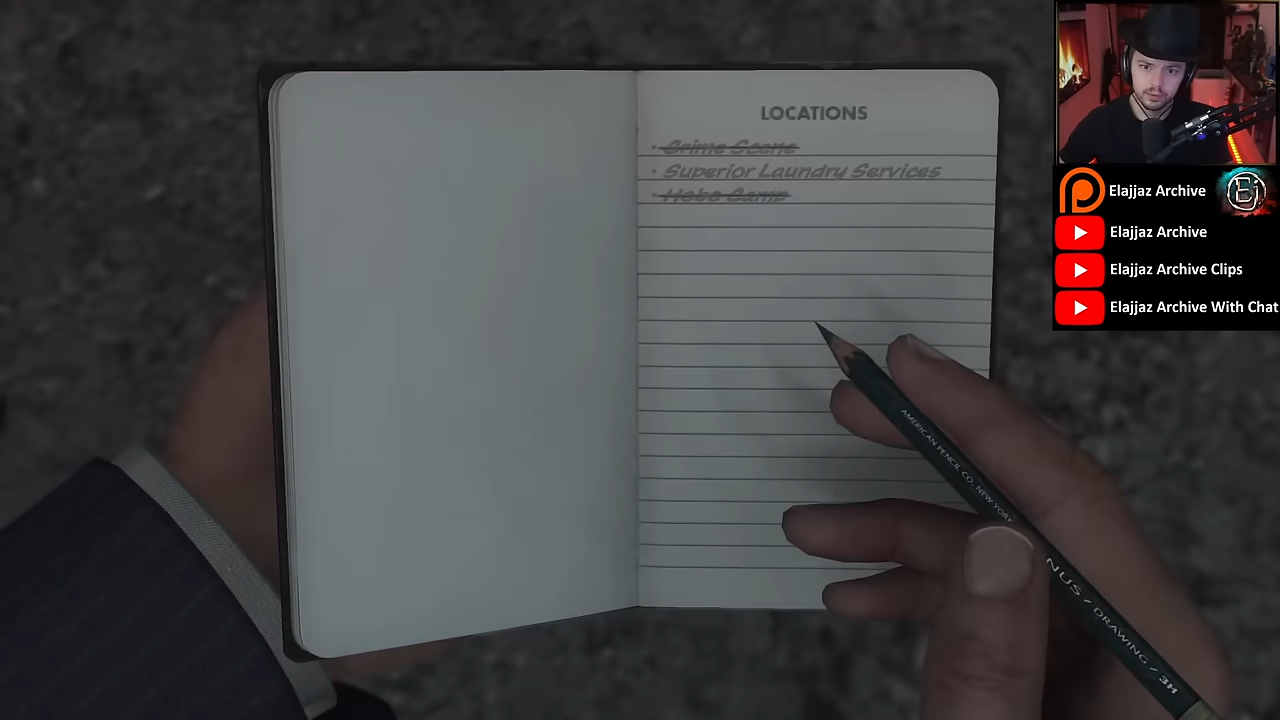 LOCATIONS
· Crime Scene
· Superior Laundry Services
· Hobo Camp
AMERICAN PENCIL CO. NEW YORK
NUS / DRAWING / 3H
Elajjaz Archive
Ej
Elajjaz Archive
Elajjaz Archive Clips
Elajjaz Archive With Chat